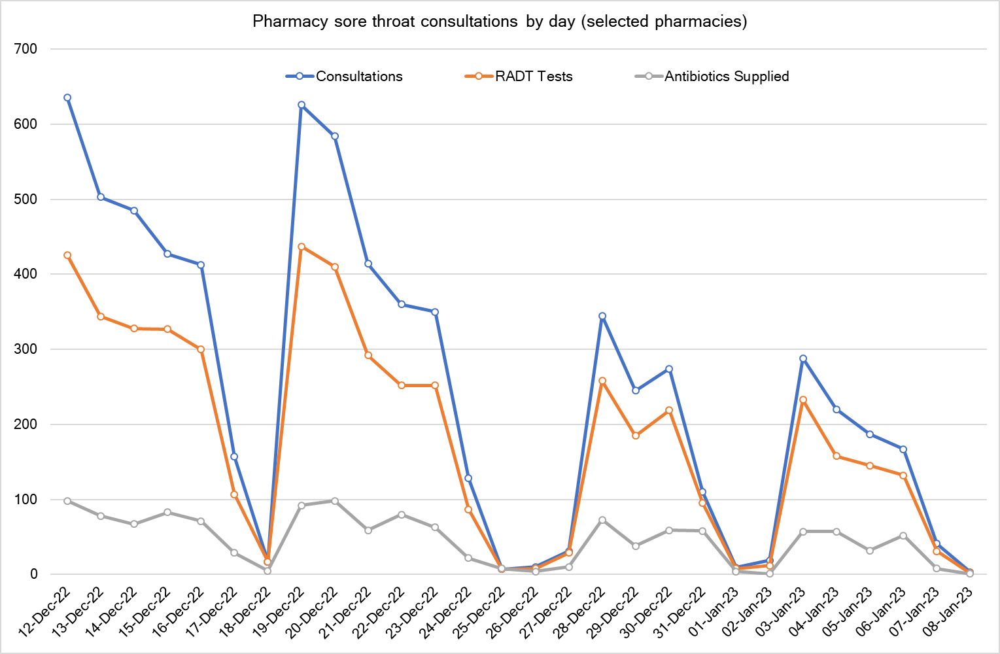 Pharmacy sore throat consultations by day (selected pharmacies)
700
Consultations RADT Tests Antibiotics Supplied
600
500
400
300
200
100
0
12-Dec-22
13-Dec-22
14-Dec-22
15-Dec-22
16-Dec-22
17-Dec-22
18-Dec-22
19-Dec-22
20-Dec-22
21-Dec-22
22-Dec-22
23-Dec-22
24-Dec-22
25-Dec-22
26-Dec-22
27-Dec-22
28-Dec-22
29-Dec-22
30-Dec-22
31-Dec-22
01-Jan-23
02-Jan-23
03-Jan-23
04-Jan-23
05-Jan-23
06-Jan-23
07-Jan-23
08-Jan-23